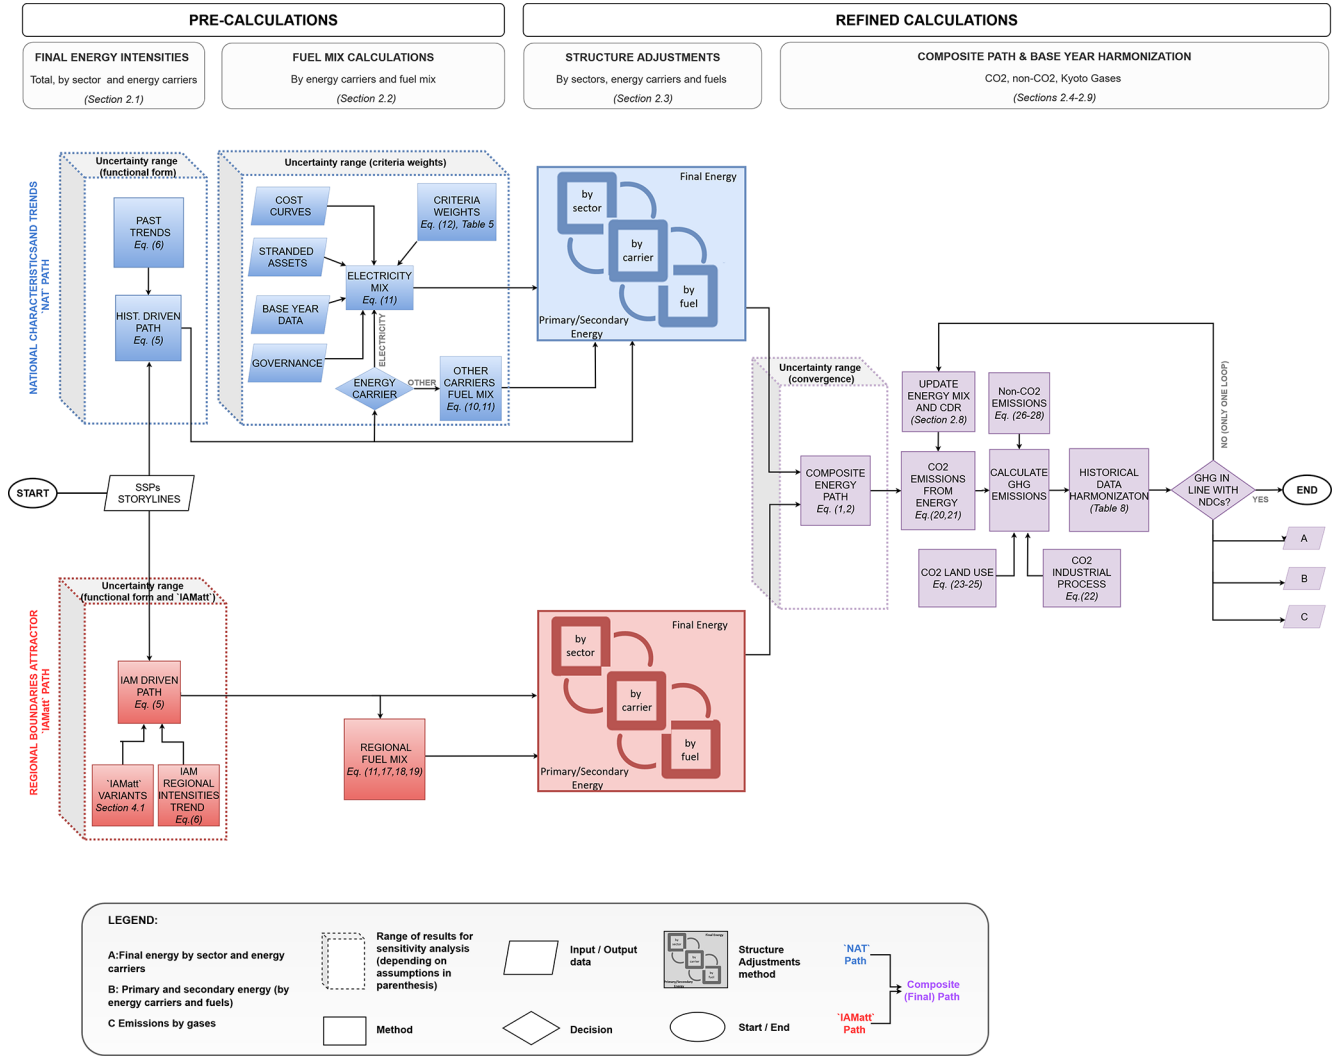 PRE-CALCULATIONS
REFINED CALCULATIONS
FINAL ENERGY INTENSITIES
Total, by sector and energy carriers
(Section 2.1)
FUEL MIX CALCULATIONS
By energy carriers and fuel mix
(Section 2.2)
STRUCTURE ADJUSTMENTS
By sectors, energy carriers and fuels
(Section 2.3)
COMPOSITE PATH & BASE YEAR HARMONIZATION
CO2, non-CO2, Kyoto Gases
(Sections 2.4-2.9)
NATIONAL CHARACTERISTICSAND TRENDS
`NAT` PATH
Uncertainty range
(functional form)
PAST
TRENDS
Eq. (6)
HIST. DRIVEN
PATH
Eq. (5)
Uncertainty range (criteria weights)
COST
CURVES
STRANDED
ASSETS
BASE YEAR
DATA
GOVERNANCE
CRITERIA
WEIGHTS
Eq. (12), Table 5
ELECTRICITY
MIX
Eq. (11)
ELECTRICITY
ENERGY
CARRIER
OTHER
OTHER
CARRIERS
FUEL MIX
Eq. (10,11)
Final Energy
by
sector
by
carrier
by
fuel
Primary/Secondary
Energy
START
SSPs
STORYLINES
REGIONAL BOUNDARIES ATTRACTOR
`IAMatt` PATH
Uncertainty range
(functional form and `IAMatt`)
IAM DRIVEN
PATH
Eq. (5)
`IAMatt`
VARIANTS
Section 4.1
IAM
REGIONAL
INTENSITIES
TREND
Eq.(6)
REGIONAL
FUEL MIX
Eq. (11,17,18,19)
Final Energy
by
sector
by
carrier
by
fuel
Primary/Secondary
Energy
Uncertainty range
(convergence)
COMPOSITE
ENERGY
PATH
Eq. (1,2)
UPDATE
ENERGY MIX
AND CDR
(Section 2.8)
Non-CO2
EMISSIONS
Eq. (26-28)
CO2
EMISSIONS
FROM
ENERGY
Eq.(20,21)
CALCULATE
GHG
EMISSIONS
HISTORICAL
DATA
HARMONIZATON
(Table 8)
CO2 LAND USE
Eq. (23-25)
CO2
INDUSTRIAL
PROCESS
Eq.(22)
NO (ONLY ONE LOOP)
GHG IN
LINE WITH
NDCs?
YES
END
A
B
C
LEGEND:
A:Final energy by sector and energy
carriers
B: Primary and secondary energy (by
energy carriers and fuels)
C Emissions by gases
Range of results for
sensitivity analysis
(depending on
assumptions in
parenthesis)
Method
Input / Output
data
Decision
Final Energy
by
sector
by
carrier
by
fuel
Primary/Secondary
Energy
Structure
Adjustments
method
Start / End
`NAT`
Path
`IAMatt`
Path
Composite
(Final) Path